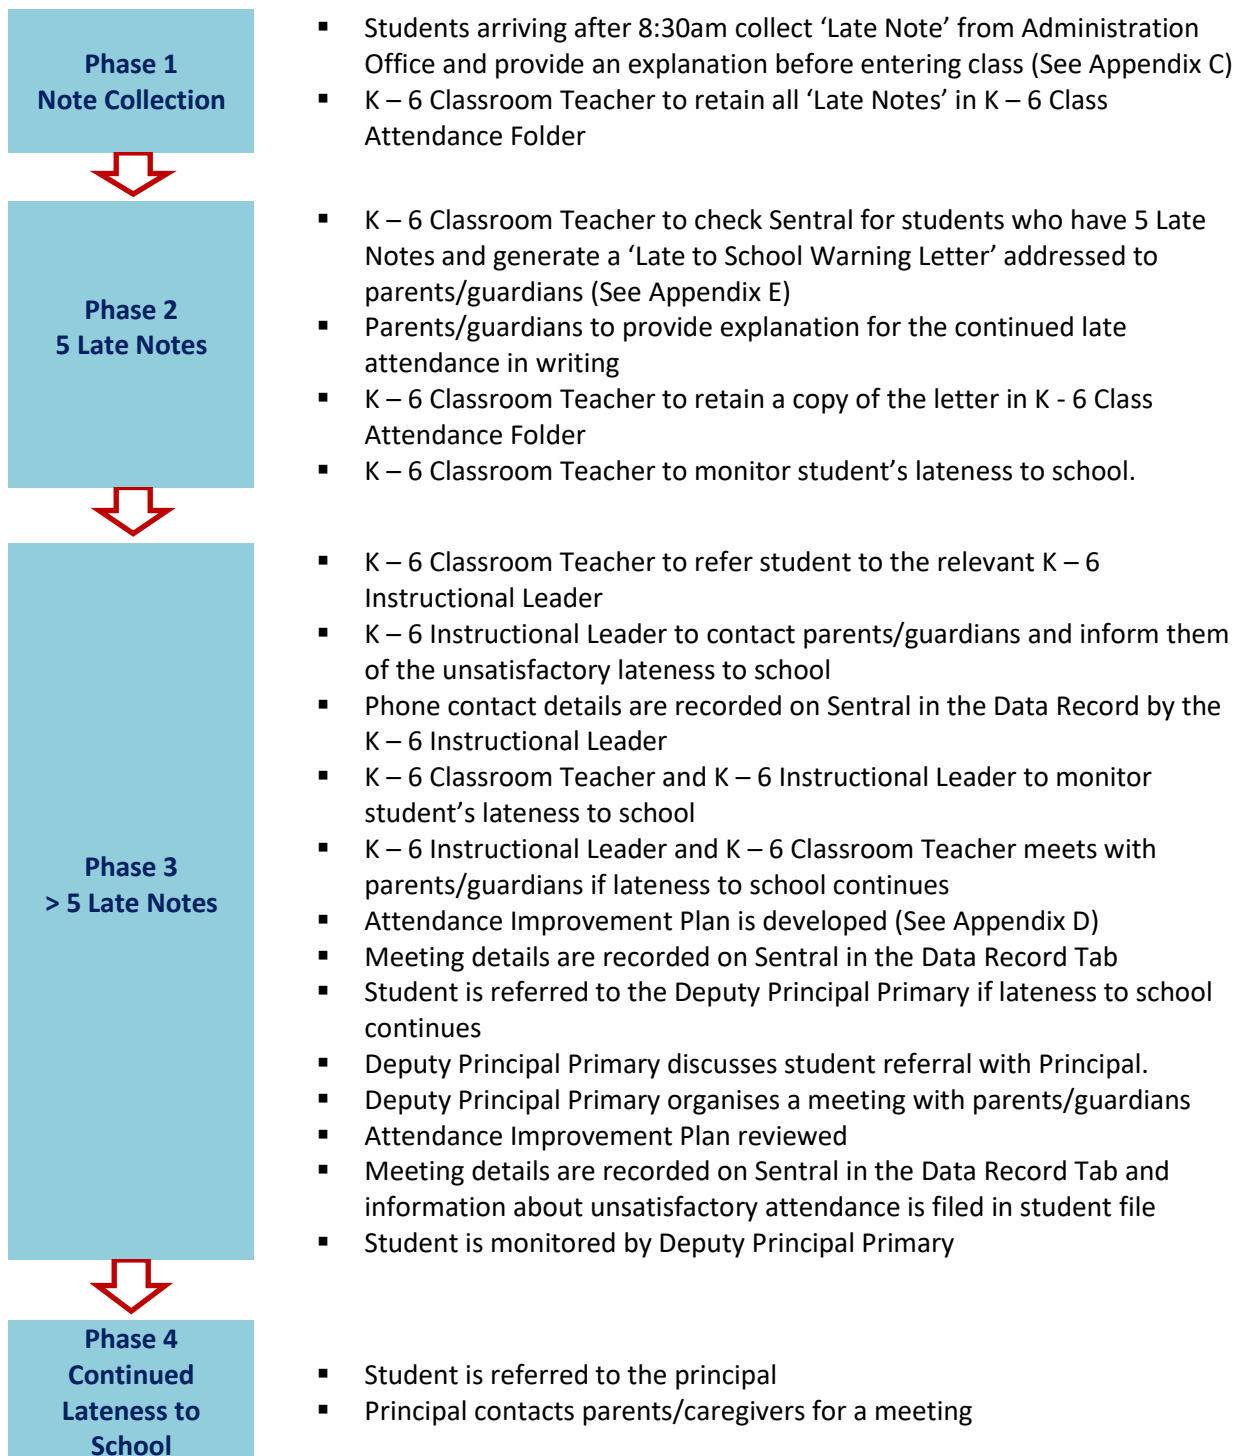 Phase 1
Note Collection
▪ Students arriving after 8:30am collect ‘Late Note’ from Administration
Office and provide an explanation before entering class (See Appendix C)
▪ K – 6 Classroom Teacher to retain all ‘Late Notes’ in K – 6 Class
Attendance Folder
Phase 2
5 Late Notes
▪ K – 6 Classroom Teacher to check Sentral for students who have 5 Late
Notes and generate a ‘Late to School Warning Letter’ addressed to
parents/guardians (See Appendix E)
▪ Parents/guardians to provide explanation for the continued late
attendance in writing
▪ K – 6 Classroom Teacher to retain a copy of the letter in K - 6 Class
Attendance Folder
▪ K – 6 Classroom Teacher to monitor student’s lateness to school.
Phase 3
> 5 Late Notes
▪ K – 6 Classroom Teacher to refer student to the relevant K – 6
Instructional Leader
▪ K – 6 Instructional Leader to contact parents/guardians and inform them
of the unsatisfactory lateness to school
▪ Phone contact details are recorded on Sentral in the Data Record by the
K – 6 Instructional Leader
▪ K – 6 Classroom Teacher and K – 6 Instructional Leader to monitor
student’s lateness to school
▪ K – 6 Instructional Leader and K – 6 Classroom Teacher meets with
parents/guardians if lateness to school continues
▪ Attendance Improvement Plan is developed (See Appendix D)
▪ Meeting details are recorded on Sentral in the Data Record Tab
▪ Student is referred to the Deputy Principal Primary if lateness to school
continues
▪ Deputy Principal Primary discusses student referral with Principal.
▪ Deputy Principal Primary organises a meeting with parents/guardians
▪ Attendance Improvement Plan reviewed
▪ Meeting details are recorded on Sentral in the Data Record Tab and
information about unsatisfactory attendance is filed in student file
▪ Student is monitored by Deputy Principal Primary
Phase 4
Continued
Lateness to
School
▪ Student is referred to the principal
▪ Principal contacts parents/caregivers for a meeting